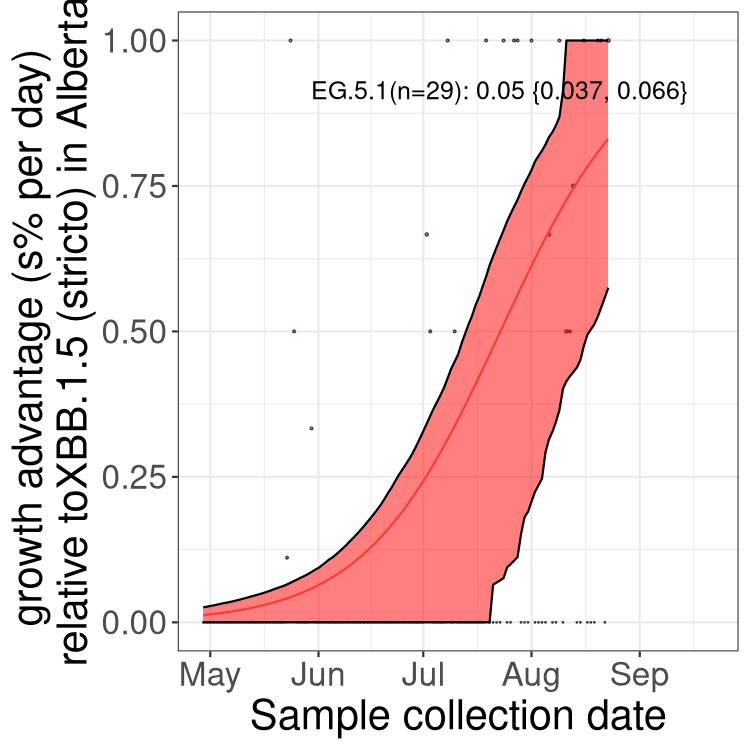 growth advantage (s% per day)
relative toXBB.1.5 (stricto) in Alberta
1.00
0.75
0.50
0.25
0.00
EG.5.1(n=29): 0.05 {0.037, 0.066}
May Jun Jul Aug Sep
Sample collection date